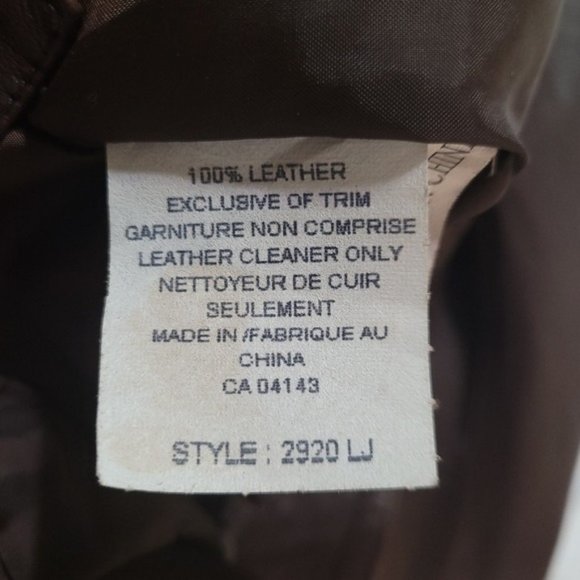 100% LEATHER
EXCLUSIVE OF TRIM
GARNITURE NON COMPRISE
LEATHER CLEANER ONLY
NETTOYEUR DE CUIR
SEULEMENT
MADE IN /FABRIQUE AU
CHINA
CA 04143
STYLE : 2920 LJ